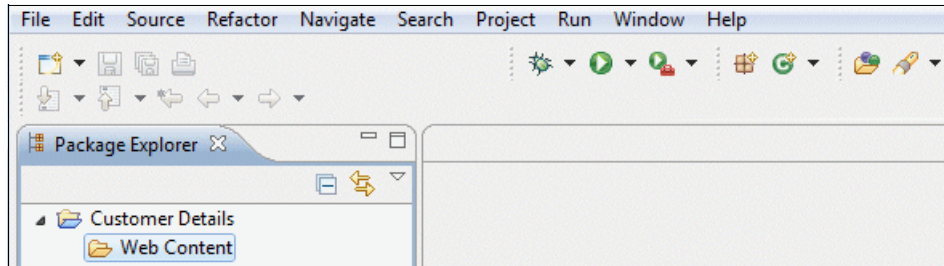 File Edit Source Refactor Navigate Search Project Run Window Help
Package Explorer
Customer Details
Web Content